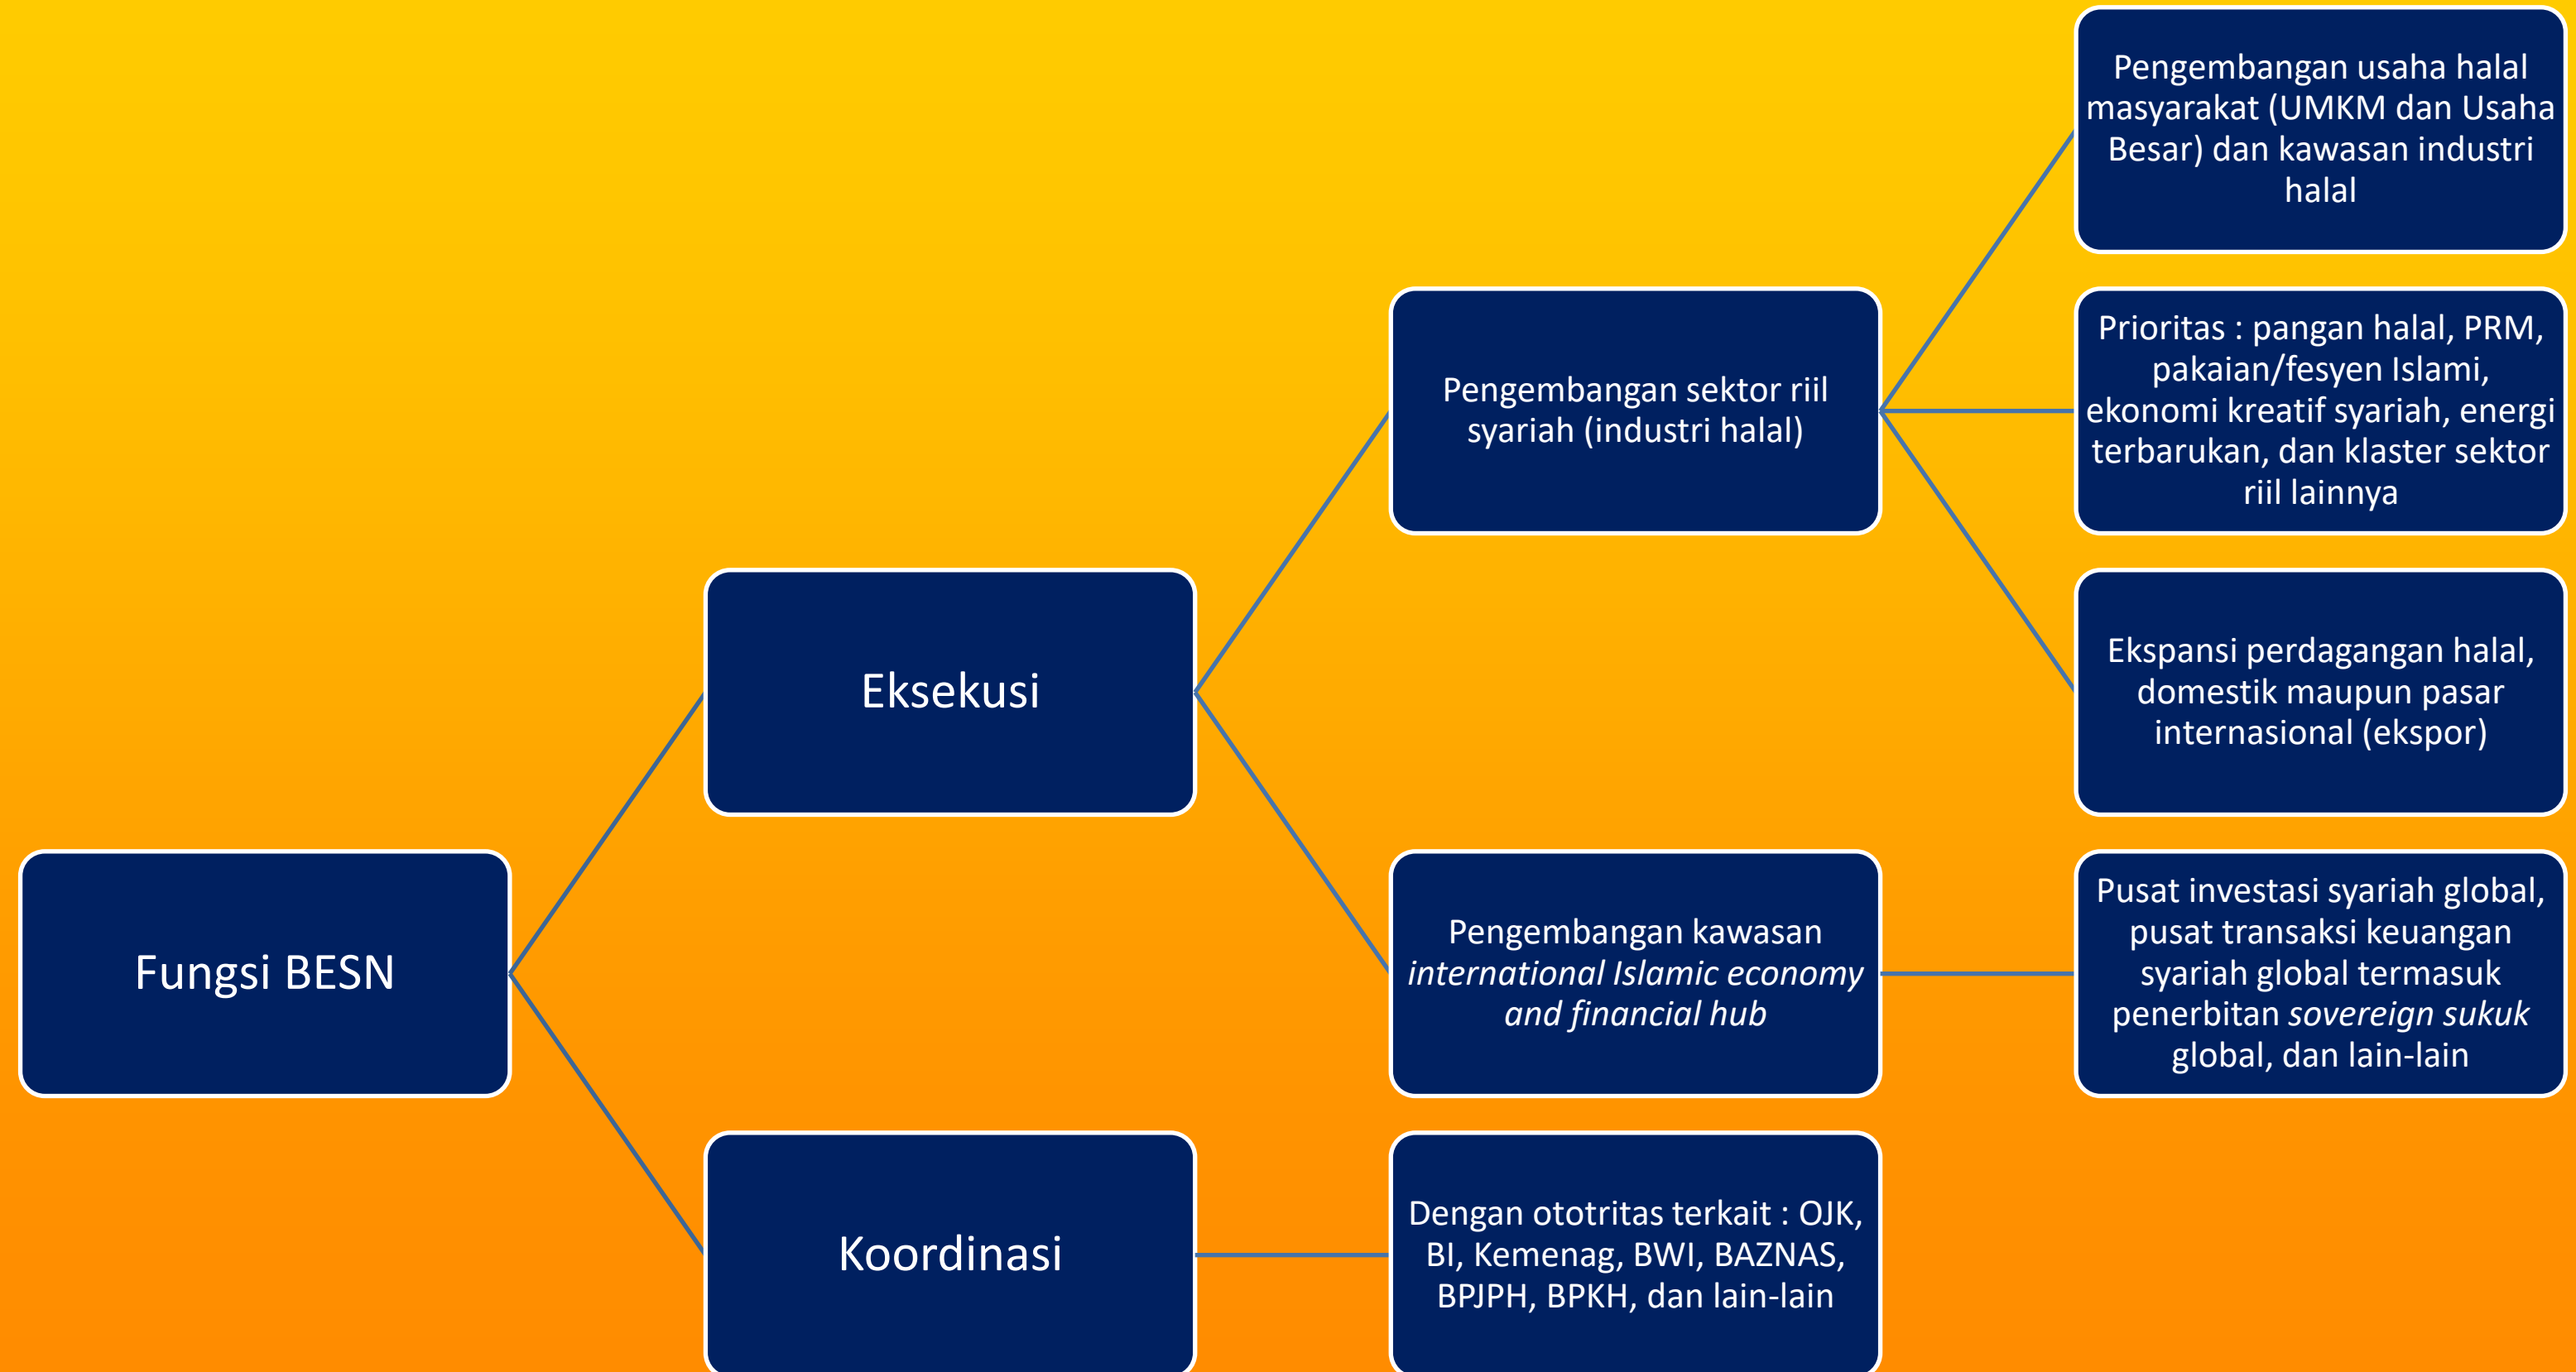 Fungsi BESN
Eksekusi
Pengembangan sektor riil
syariah (industri halal)
Pengembangan usaha halal
masyarakat (UMKM dan Usaha
Besar) dan kawasan industri
halal
Prioritas : pangan halal, PRM,
pakaian/fesyen Islami,
ekonomi kreatif syariah, energi
terbarukan, dan klaster sektor
riil lainnya
Ekspansi perdagangan halal,
domestik maupun pasar
internasional (ekspor)
Pengembangan kawasan
international Islamic economy
and financial hub
Pusat investasi syariah global,
pusat transaksi keuangan
syariah global termasuk
penerbitan sovereign sukuk
global, dan lain-lain
Koordinasi
Dengan ototritas terkait : OJK,
BI, Kemenag, BWI, BAZNAS,
BPJPH, BPKH, dan lain-lain